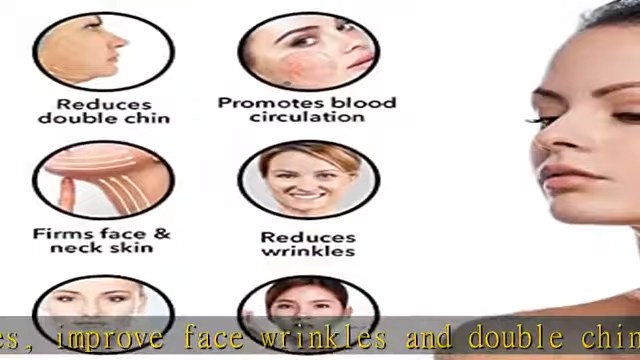 Reduces
double chin
Promotes blood
circulation
Firms face &
neck skin
Reduces
wrinkles
es, improve face wrinkles and double chin